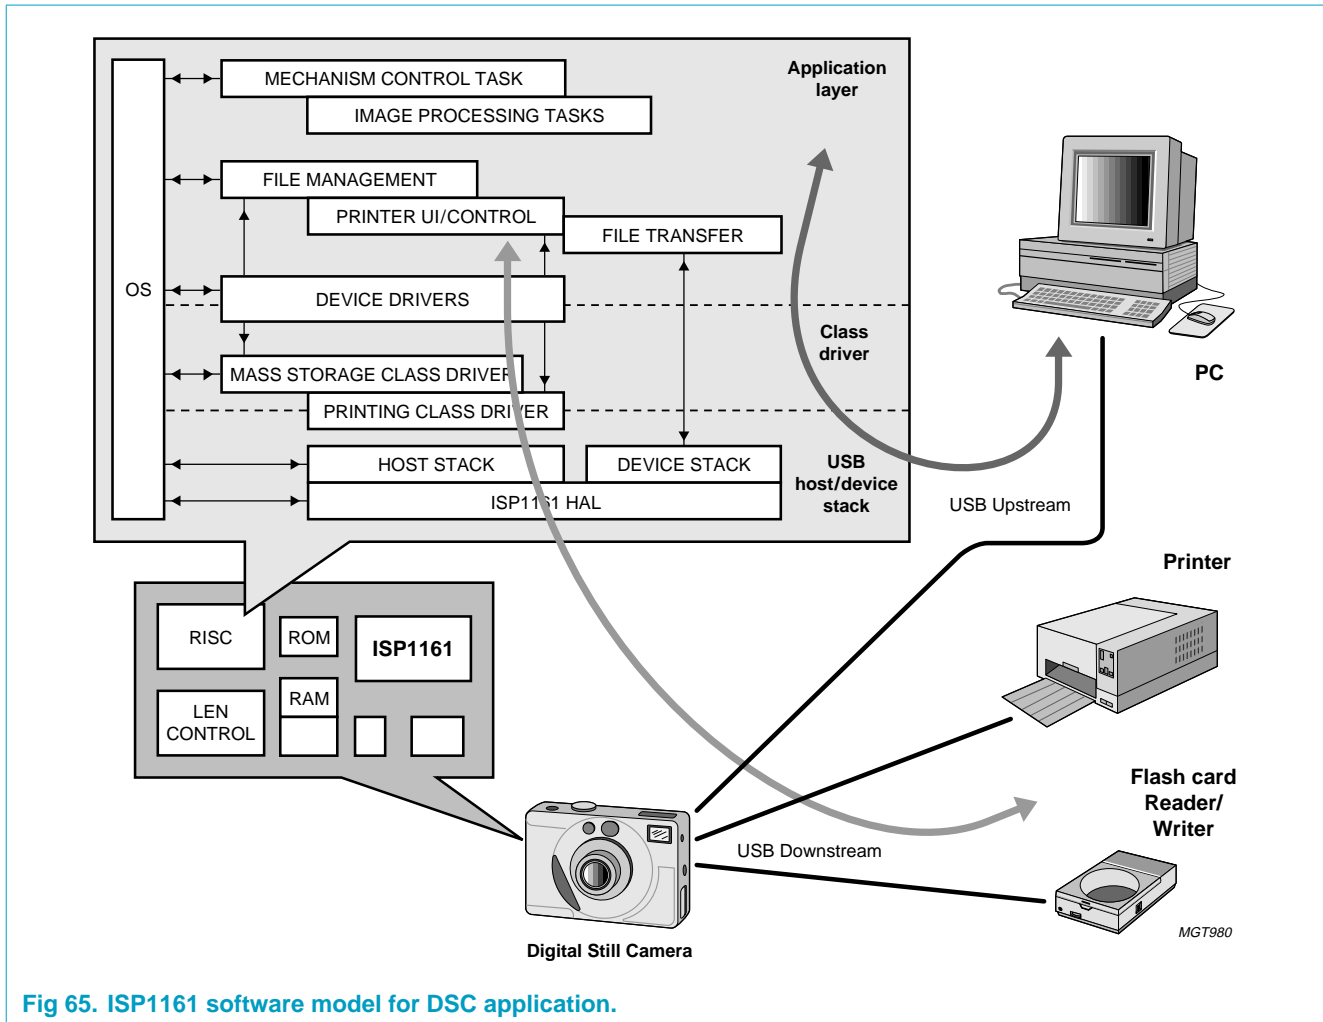 MECHANISM CONTROL TASK
IMAGE PROCESSING TASKS
Application
layer
FILE MANAGEMENT
PRINTER UI/CONTROL
FILE TRANSFER
OS
DEVICE DRIVERS
Class
driver
MASS STORAGE CLASS DRIVER
PRINTING CLASS DRIVER
HOST STACK
DEVICE STACK
USB
host/device
stack
ISP1161 HAL
PC
USB Upstream
Printer
RISC
ROM
ISP1161
RAM
LEN
CONTROL
Flash card
Reader/
Writer
USB Downstream
MGT980
Digital Still Camera
Fig 65. ISP1161 software model for DSC application.